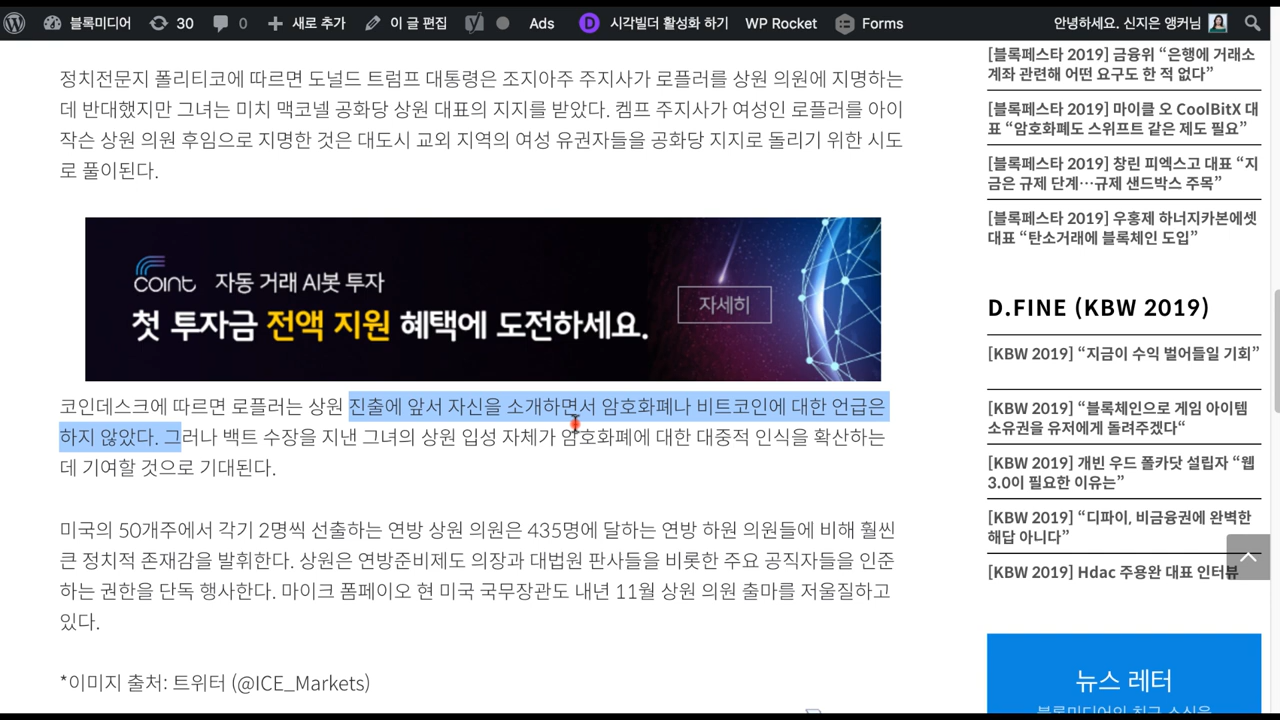 블록미디어 30 0 새로 추가 이 글 편집 Ads D 시각빌더 활성화 하기 WP Rocket Forms 안녕하세요. 신지은 앵커님
정치전문지 폴리티코에 따르면 도널드 트럼프 대통령은 조지아주 주지사가 로플러를 상원 의원에 지명하는
데 반대했지만 그녀는 미치 맥코넬 공화당 상원 대표의 지지를 받았다. 켐프 주지사가 여성인 로플러를 아이
작슨 상원 의원 후임으로 지명한 것은 대도시 교외 지역의 여성 유권자들을 공화당 지지로 돌리기 위한 시도
로 풀이된다.
coint 자동 거래 AI봇 투자
첫 투자금 전액 지원 혜택에 도전하세요.
자세히
코인데스크에 따르면 로플러는 상원 진출에 앞서 자신을 소개하면서 암호화폐나 비트코인에 대한 언급은
하지 않았다. 그러나 백트 수장을 지낸 그녀의 상원 입성 자체가 암호화폐에 대한 대중적 인식을 확산하는
데 기여할 것으로 기대된다.
미국의 50개주에서 각기 2명씩 선출하는 연방 상원 의원은 435명에 달하는 연방 하원 의원들에 비해 훨씬
큰 정치적 존재감을 발휘한다. 상원은 연방준비제도 의장과 대법원 판사들을 비롯한 주요 공직자들을 인준
하는 권한을 단독 행사한다. 마이크 폼페이오 현 미국 국무장관도 내년 11월 상원 의원 출마를 저울질하고
있다.
*이미지 출처: 트위터 (@ICE_Markets)
[블록페스타 2019] 금융위 “은행에 거래소
계좌 관련해 어떤 요구도 한 적 없다”
[블록페스타 2019] 마이클 오 CoolBitX 대
표 “암호화폐도 스위프트 같은 제도 필요”
[블록페스타 2019] 창린 피엑스고 대표 “지
금은 규제 단계…규제 샌드박스 주목”
[블록페스타 2019] 우홍제 하너지카본에셋
대표 “탄소거래에 블록체인 도입”
D.FINE (KBW 2019)
[KBW 2019] “지금이 수익 벌어들일 기회”
[KBW 2019] “블록체인으로 게임 아이템
소유권을 유저에게 돌려주겠다“
[KBW 2019] 개빈 우드 폴카닷 설립자 “웹
3.0이 필요한 이유는”
[KBW 2019] “디파이, 비금융권에 완벽한
해답 아니다”
[KBW 2019] Hdac 주용완 대표 인터뷰
뉴스 레터
블록미디어의 최근 소식을